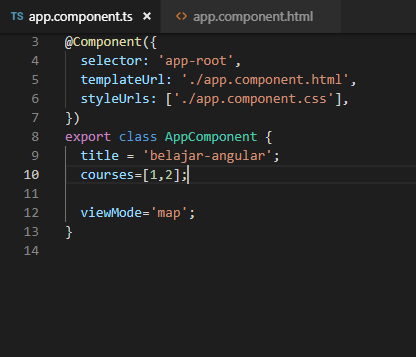 TS app.component.ts × <> app.component.html
3 @Component({
4 selector: 'app-root',
5 templateUrl: './app.component.html',
6 styleUrls: ['./app.component.css'],
7 })
8 export class AppComponent {
9 title = 'belajar-angular';
10 courses=[1,2];
11
12 viewMode='map';
13 }
14